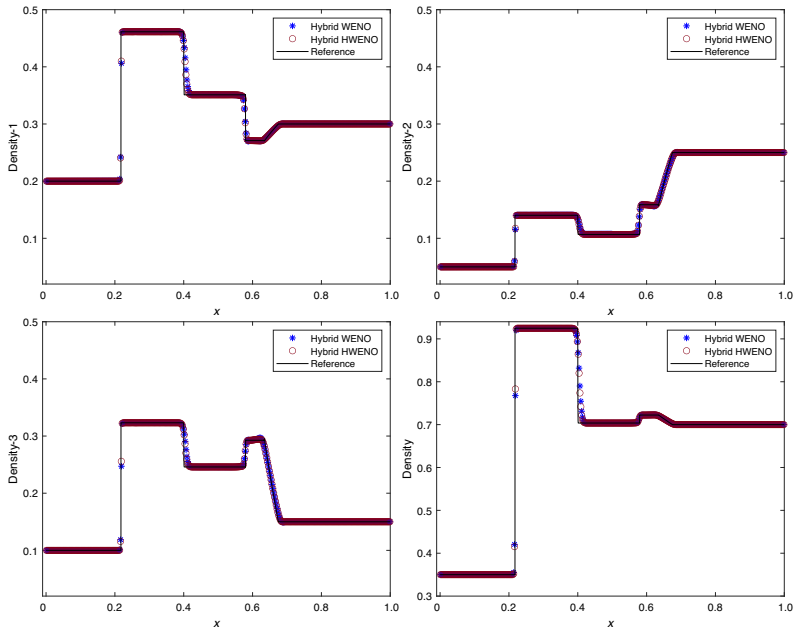 0.5
0.4
0.3
0.2
0.1
Density-1
0
0.2
0.4
0.6
0.8
1.0
x
Hybrid WENO
Hybrid HWENO
Reference
0.5
0.4
0.3
0.2
0.1
Density-2
0
0.2
0.4
0.6
0.8
1.0
x
Hybrid WENO
Hybrid HWENO
Reference
0.5
0.4
0.3
0.2
0.1
Density-3
0
0.2
0.4
0.6
0.8
1.0
x
Hybrid WENO
Hybrid HWENO
Reference
0.9
0.8
0.7
0.6
0.5
0.4
0.3
Density
0
0.2
0.4
0.6
0.8
1.0
x
Hybrid WENO
Hybrid HWENO
Reference